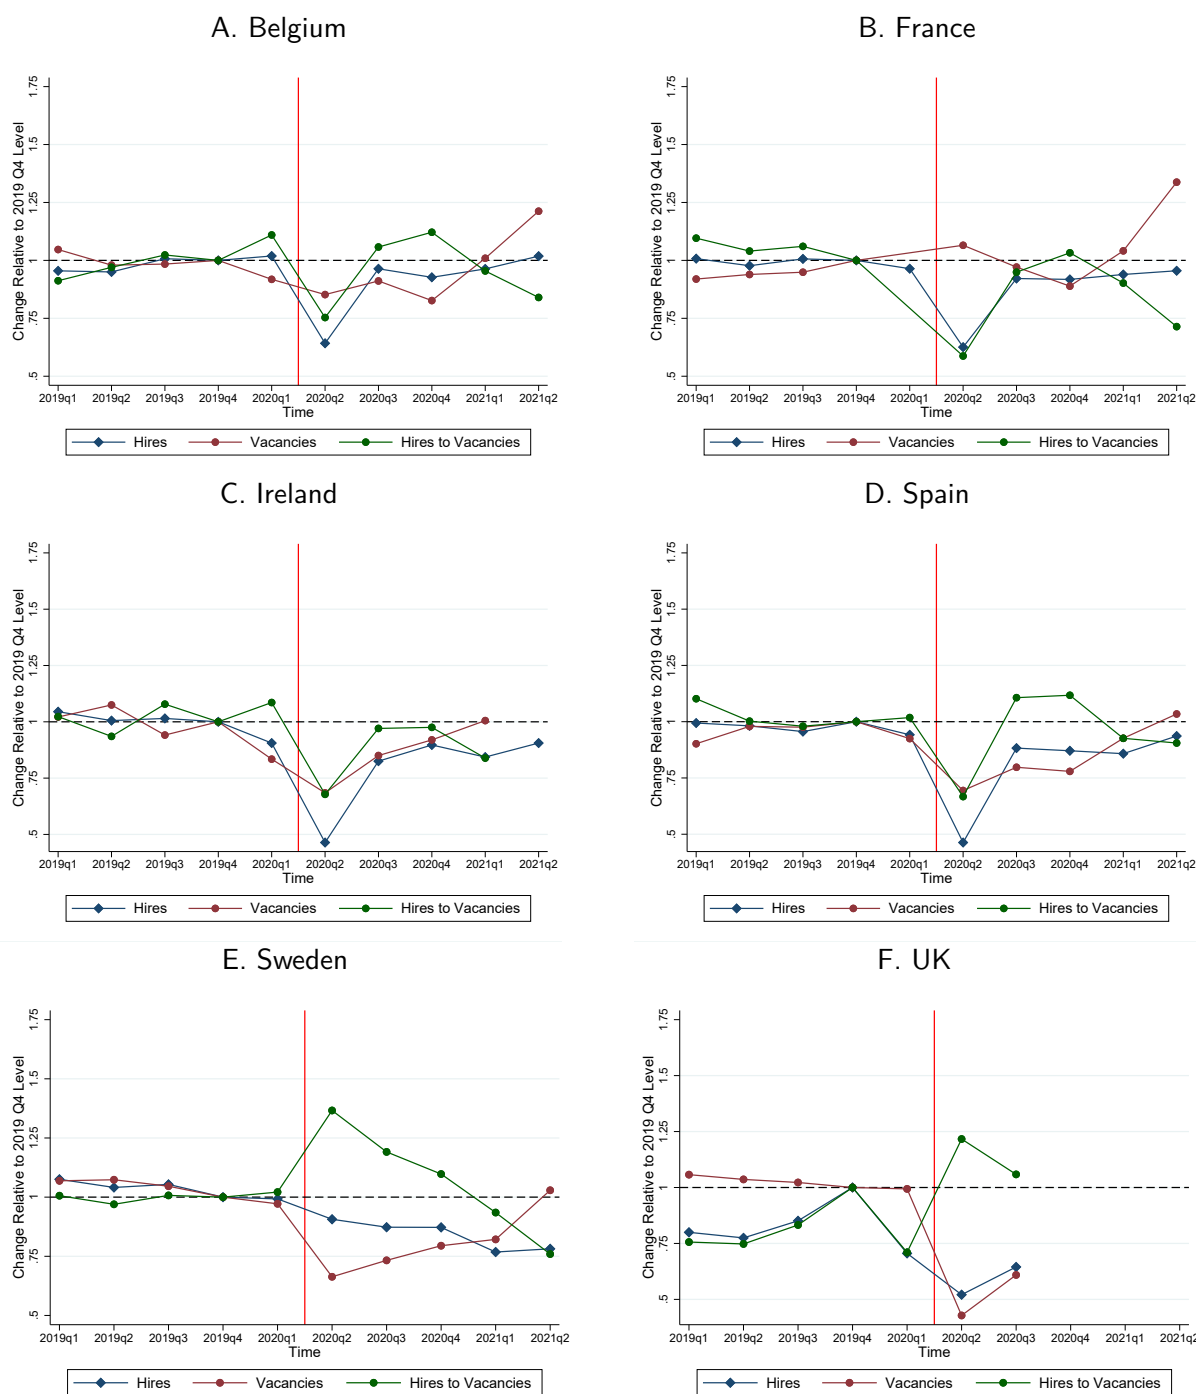 A. Belgium
Change Relative to 2019 Q4 Level
1.75
1.5
1.25
1
.75
.5
2019q1 2019q2 2019q3 2019q4 2020q1 2020q2 2020q3 2020q4 2021q1 2021q2
Time
Hires Vacancies Hires to Vacancies
B. France
Change Relative to 2019 Q4 Level
1.75
1.5
1.25
1
.75
.5
2019q1 2019q2 2019q3 2019q4 2020q1 2020q2 2020q3 2020q4 2021q1 2021q2
Time
Hires Vacancies Hires to Vacancies
C. Ireland
Change Relative to 2019 Q4 Level
1.75
1.5
1.25
1
.75
.5
2019q1 2019q2 2019q3 2019q4 2020q1 2020q2 2020q3 2020q4 2021q1 2021q2
Time
Hires Vacancies Hires to Vacancies
D. Spain
Change Relative to 2019 Q4 Level
1.75
1.5
1.25
1
.75
.5
2019q1 2019q2 2019q3 2019q4 2020q1 2020q2 2020q3 2020q4 2021q1 2021q2
Time
Hires Vacancies Hires to Vacancies
E. Sweden
Change Relative to 2019 Q4 Level
1.75
1.5
1.25
1
.75
.5
2019q1 2019q2 2019q3 2019q4 2020q1 2020q2 2020q3 2020q4 2021q1 2021q2
Time
Hires Vacancies Hires to Vacancies
F. UK
Change Relative to 2019 Q4 Level
1.75
1.5
1.25
1
.75
.5
2019q1 2019q2 2019q3 2019q4 2020q1 2020q2 2020q3 2020q4 2021q1 2021q2
Time
Hires Vacancies Hires to Vacancies